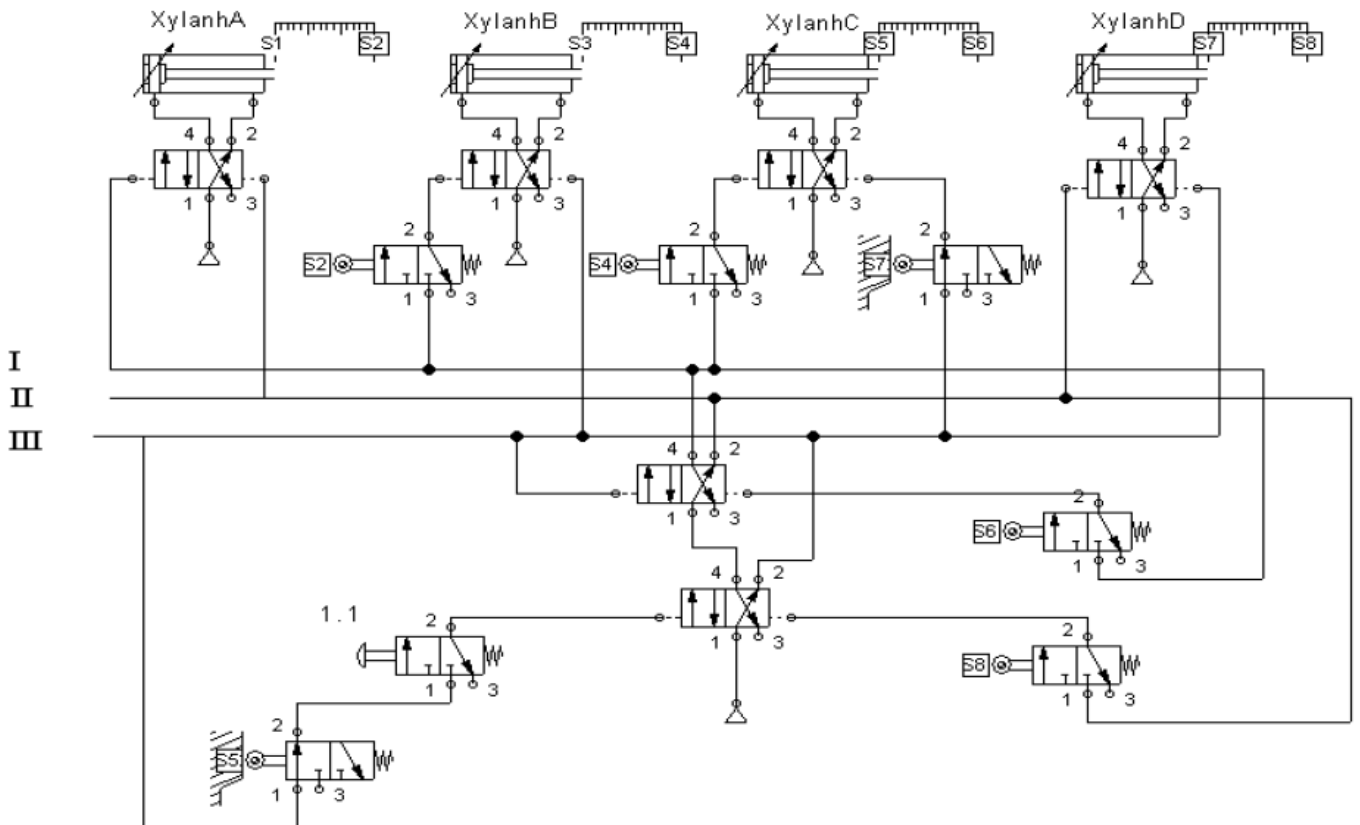 XylanhA S1 S2 XylanhB S3 S4 XylanhC S5 S6 XylanhD S7 S8
4 2 4 2 4 2 4 2
1 3 1 3 1 3 1 3
2 2 2
S2 S4 S7
1 3 1 3 1 3
I
II
III
4 2
1 3
2
S6
1 3
4 2
1.1 2
1 3
2
S8
1 3
1 3
2
S5
1 3